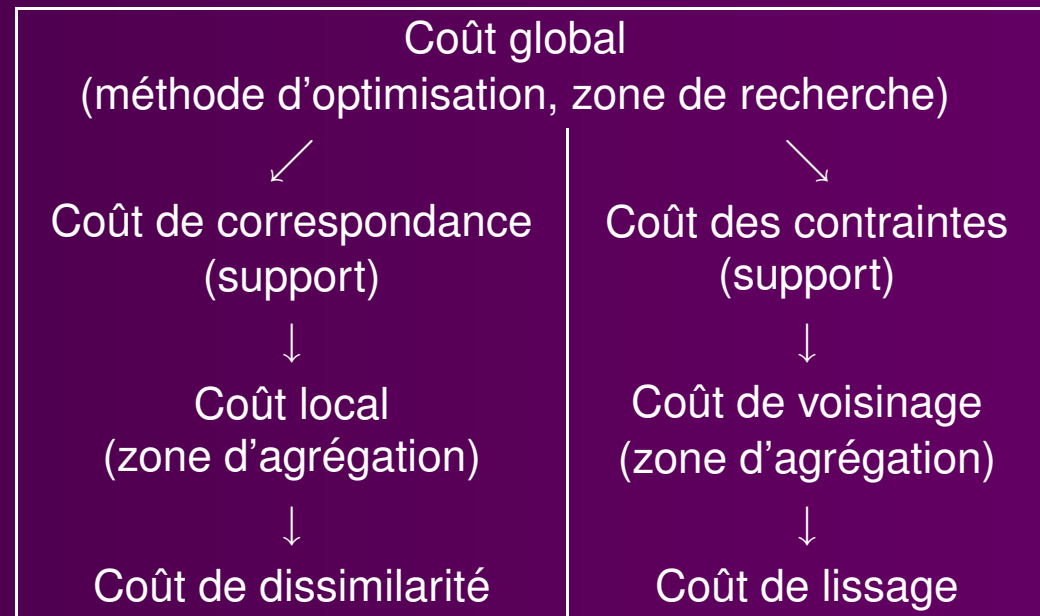 Coût global
(méthode d'optimisation, zone de recherche)
↙ ↘
Coût de correspondance
(support)
↓
Coût local
(zone d'agrégation)
↓
Coût de dissimilarité
Coût des contraintes
(support)
↓
Coût de voisinage
(zone d'agrégation)
↓
Coût de lissage